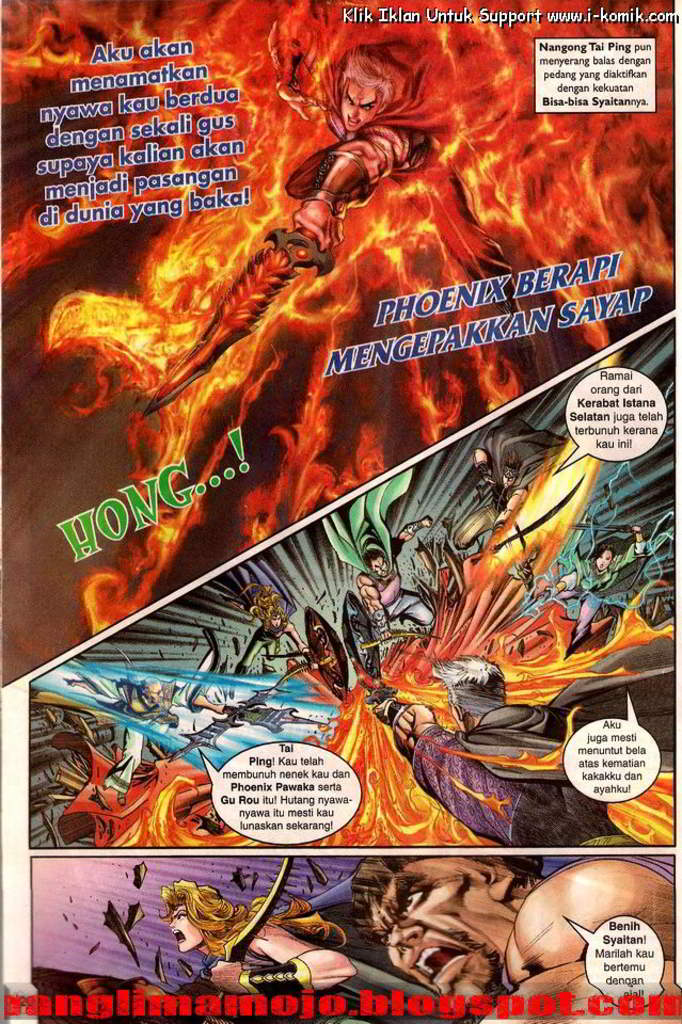 Klik Iklan Untuk Support www.i-komik.com
Aku akan
menamatkan
nyawa kau berdua
dengan sekali gus
supaya kalian akan
menjadi pasangan
di dunia yang baka!
Nangong Tai Ping pun
menyerang balas dengan
pedang yang diaktifkan
dengan kekuatan
Bisa-bisa Syaitannya.
PHOENIX BERAPI
MENGEPAKKAN SAYAP
HONG...!
Ramai
orang dari
Kerabat Istana
Selatan juga telah
terbunuh kerana
kau ini!
Tai
Ping! Kau telah
membunuh nenek kau dan
Phoenix Pawaka serta
Gu Rou itu! Hutang nyawa-
nyawa itu mesti kau
lunaskan sekarang!
Aku
juga mesti
menuntut bela
atas kematian
kakakku dan
ayahku!
Benih
Syaitan!
Marilah kau
bertemu
dengan
ajal!
ranglimamojo.blogspot.com